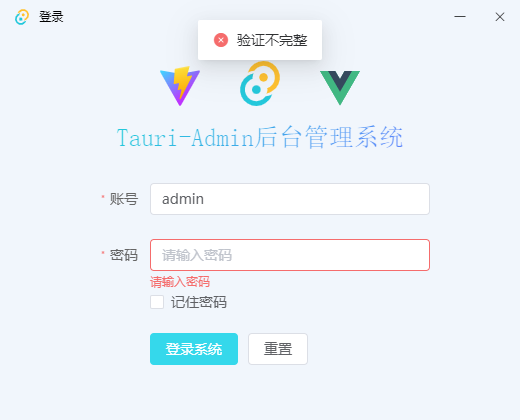 登录
验证不完整
Tauri-Admin后台管理系统
* 账号 admin
* 密码 请输入密码
请输入密码
记住密码
登录系统 重置